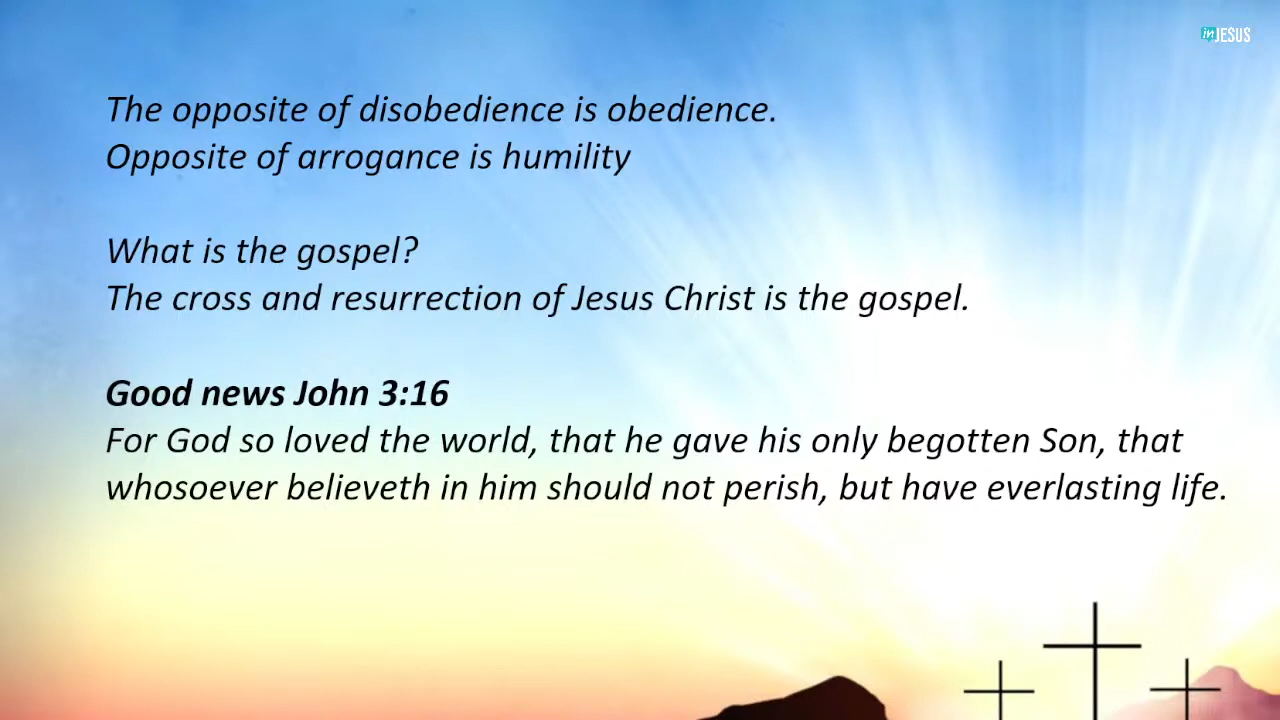 in JESUS
The opposite of disobedience is obedience.
Opposite of arrogance is humility
What is the gospel?
The cross and resurrection of Jesus Christ is the gospel.
Good news John 3:16
For God so loved the world, that he gave his only begotten Son, that
whosoever believeth in him should not perish, but have everlasting life.